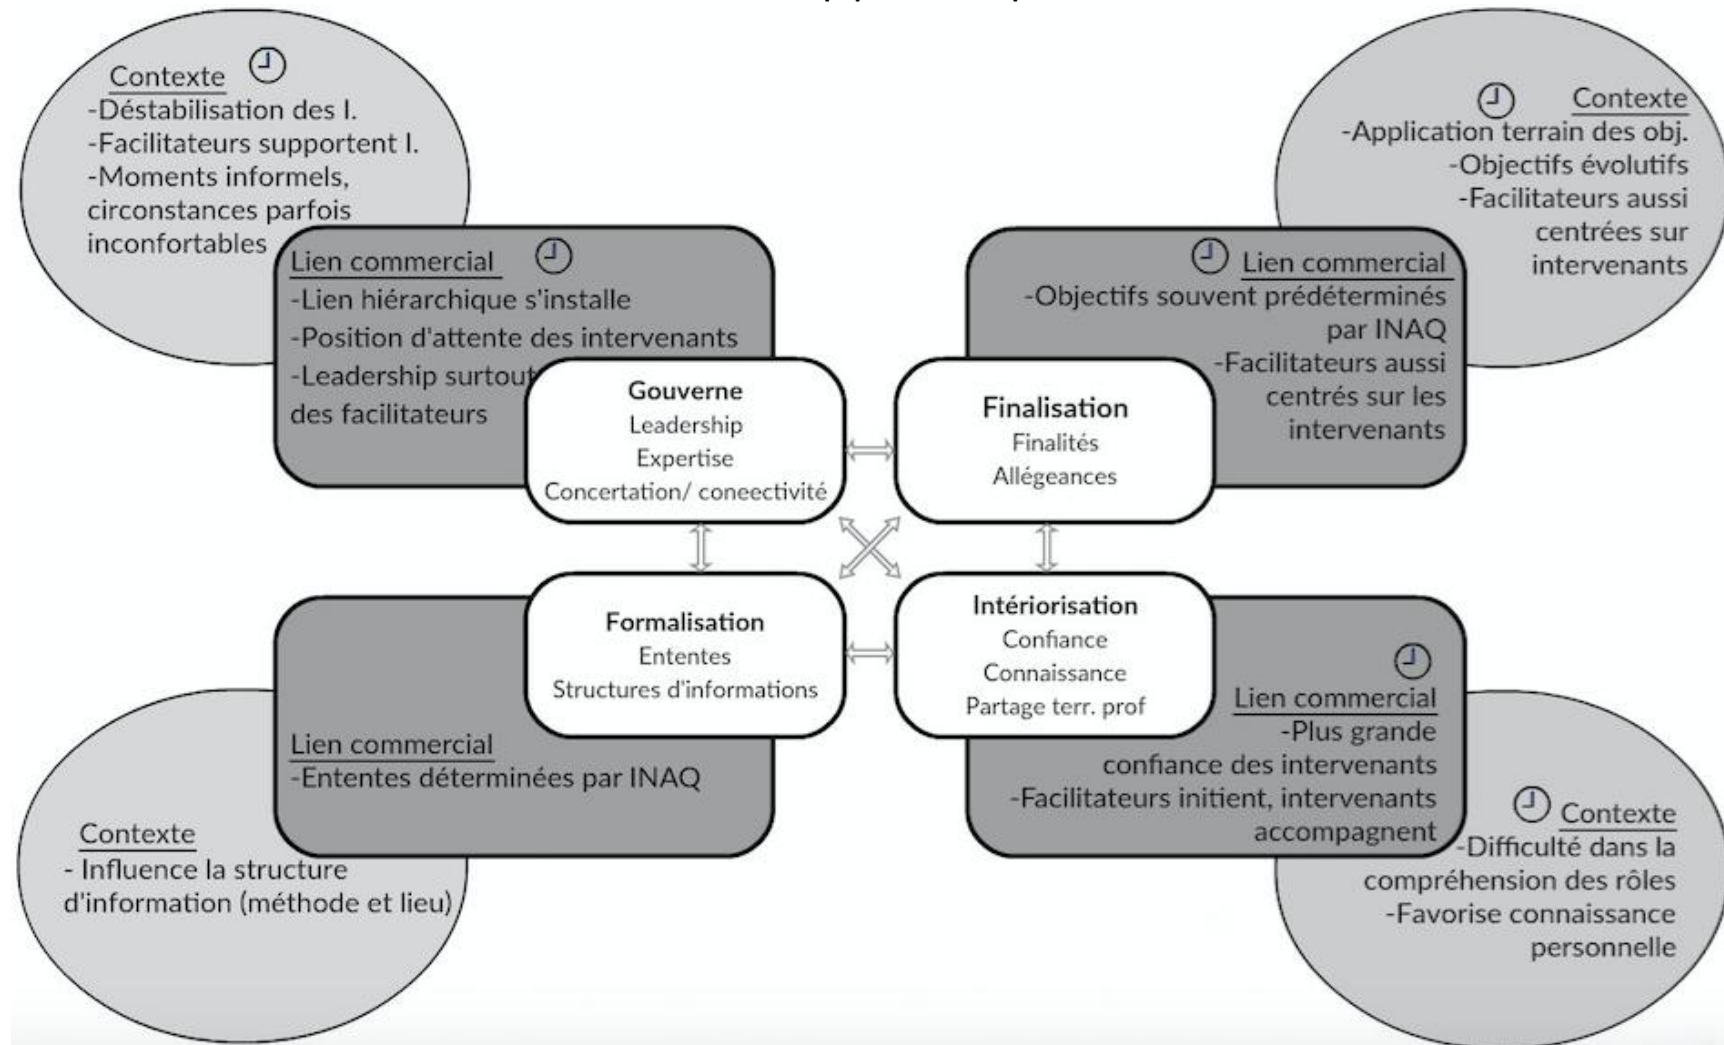 Contexte
-Déstabilisation des I.
-Facilitateurs supportent I.
-Moments informels,
circonstances parfois
inconfortables
Lien commercial
-Lien hiérarchique s'installe
-Position d'attente des intervenants
-Leadership surtout
des facilitateurs
Gouverne
Leadership
Expertise
Concertation/ coneectivité
Contexte
-Application terrain des obj.
-Objectifs évolutifs
-Facilitateurs aussi
centrées sur
intervenants
Lien commercial
-Objectifs souvent prédéterminés
par INAQ
-Facilitateurs aussi
centrés sur les
intervenants
Finalisation
Finalités
Allégeances
Formalisation
Ententes
Structures d'informations
Lien commercial
-Ententes déterminées par INAQ
Contexte
- Influence la structure
d'information (méthode et lieu)
Intériorisation
Confiance
Connaissance
Partage terr. prof
Lien commercial
-Plus grande
confiance des intervenants
-Facilitateurs initient, intervenants
accompagnent
Contexte
-Difficulté dans la
compréhension des rôles
-Favorise connaissance
personnelle